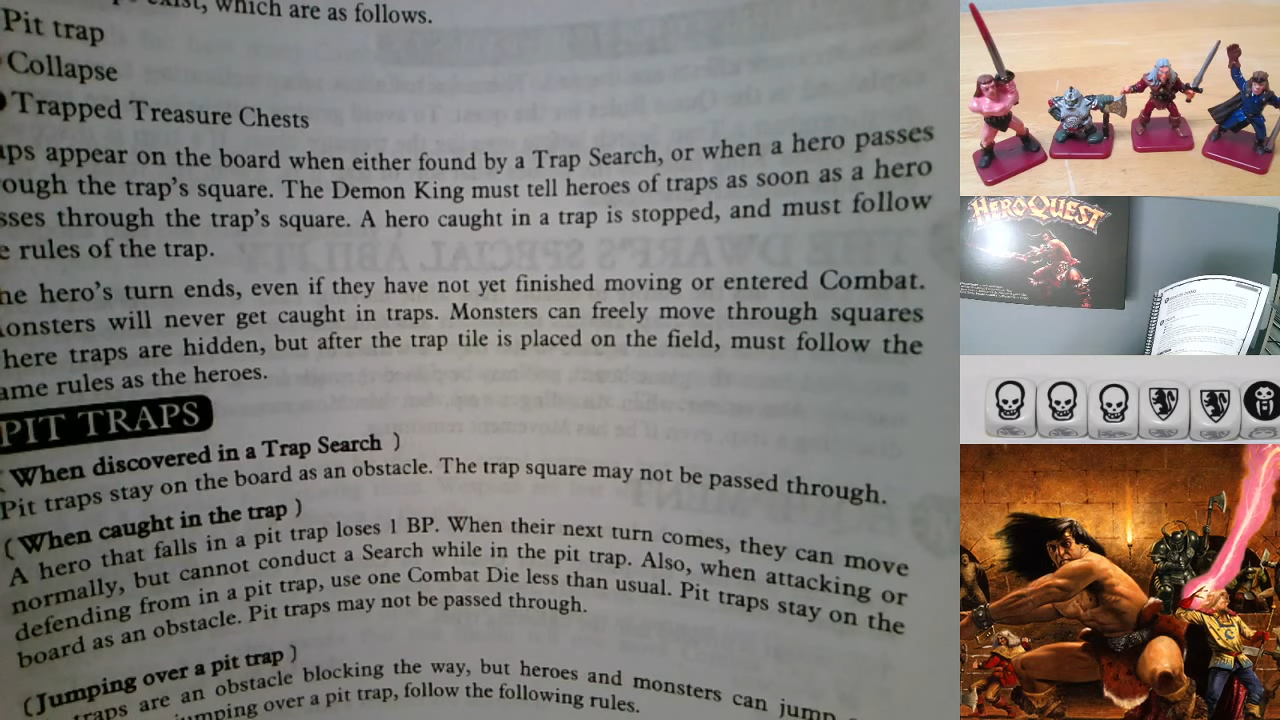 exist, which are as follows.
Pit trap
Collapse
Trapped Treasure Chests
appear on the board when either found by a Trap Search, or when a hero passes
the trap's square. The Demon King must tell heroes of traps as soon as a hero
through the trap's square. A hero caught in a trap is stopped, and must follow
rules of the trap.
hero's turn ends, even if they have not yet finished moving or entered Combat.
will never get caught in traps. Monsters can freely move through squares
traps are hidden, but after the trap tile is placed on the field, must follow the
rules as the heroes.
PIT TRAPS
(When discovered in a Trap Search )
Pit traps stay on the board as an obstacle. The trap square may not be passed through.
(When caught in the trap )
A hero that falls in a pit trap loses 1 BP. When their next turn comes, they can move
normally, but cannot conduct a Search while in the pit trap. Also, when attacking or
defending from in a pit trap, use one Combat Die less than usual. Pit traps stay on the
board as an obstacle. Pit traps may not be passed through.
(Jumping over a pit trap )
traps are an obstacle blocking the way, but heroes and monsters can jump
jumping over a pit trap, follow the following rules.
HEROQUEST